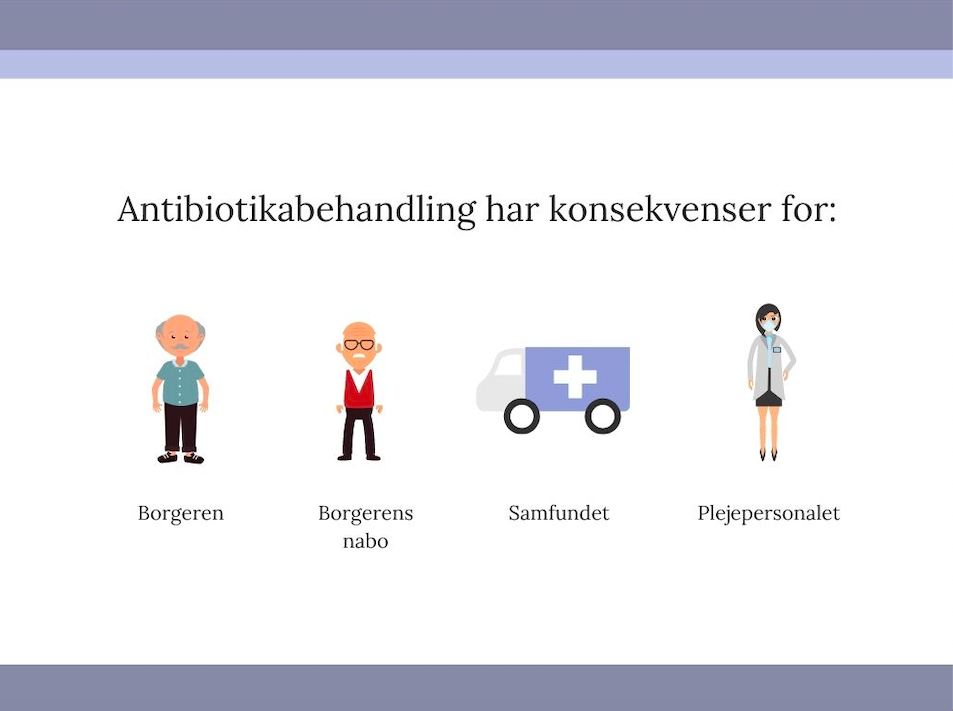 Antibiotikabehandling har konsekvenser for:
Borgeren
Borgerens
nabo
Samfundet
Plejepersonalet